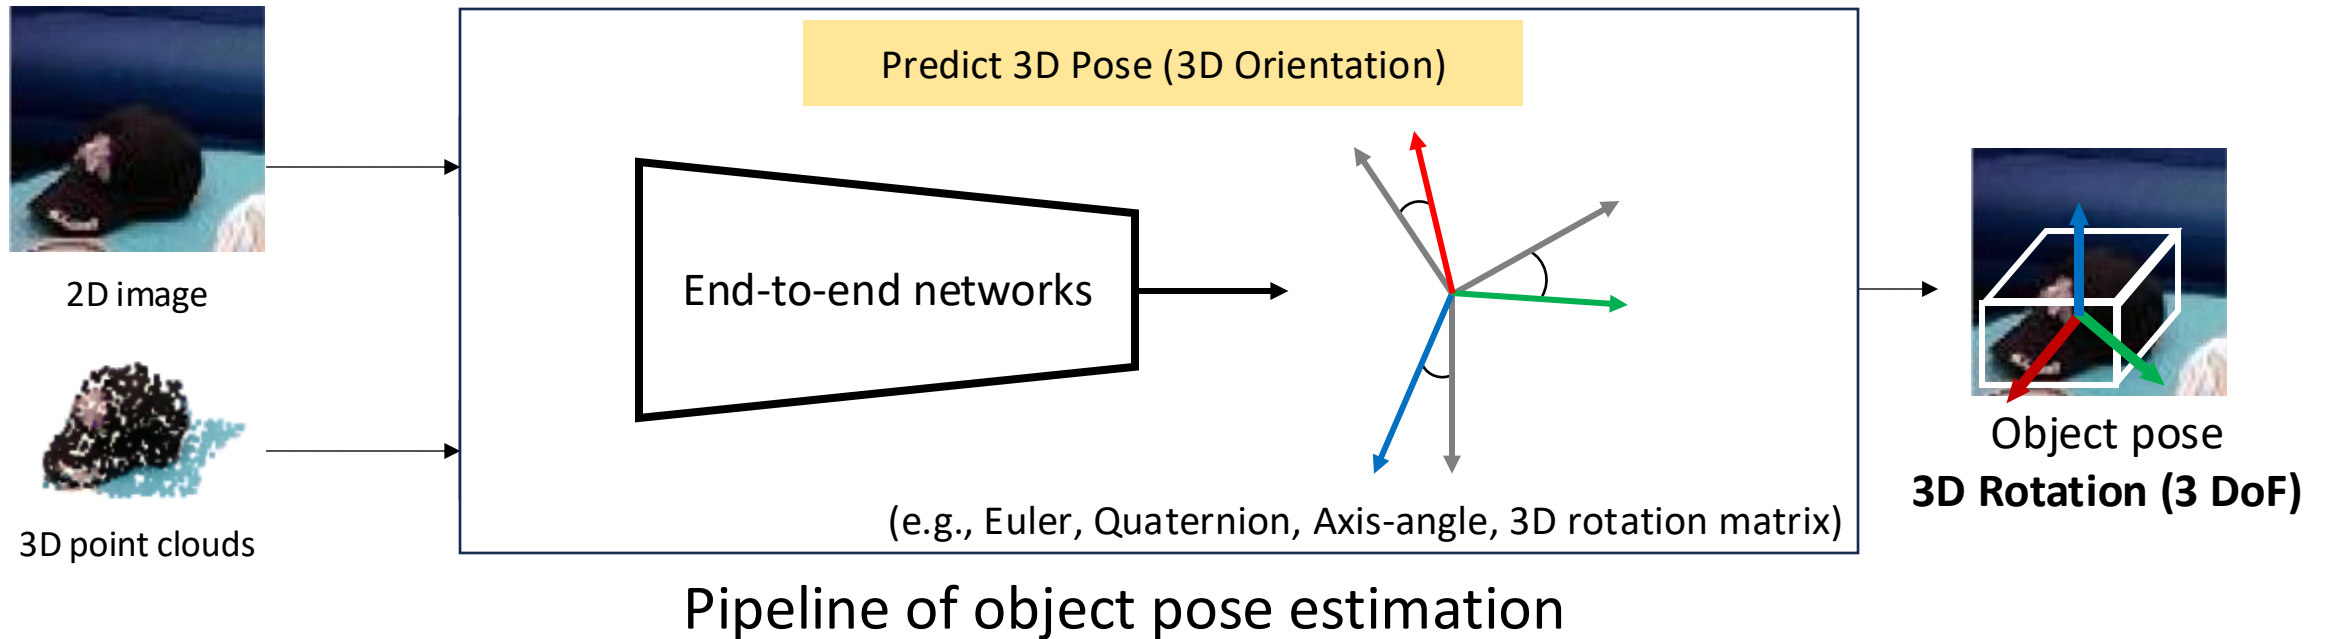 Predict 3D Pose (3D Orientation)
2D image
End-to-end networks
3D point clouds
(e.g., Euler, Quaternion, Axis-angle, 3D rotation matrix)
Object pose
3D Rotation (3 DoF)
Pipeline of object pose estimation